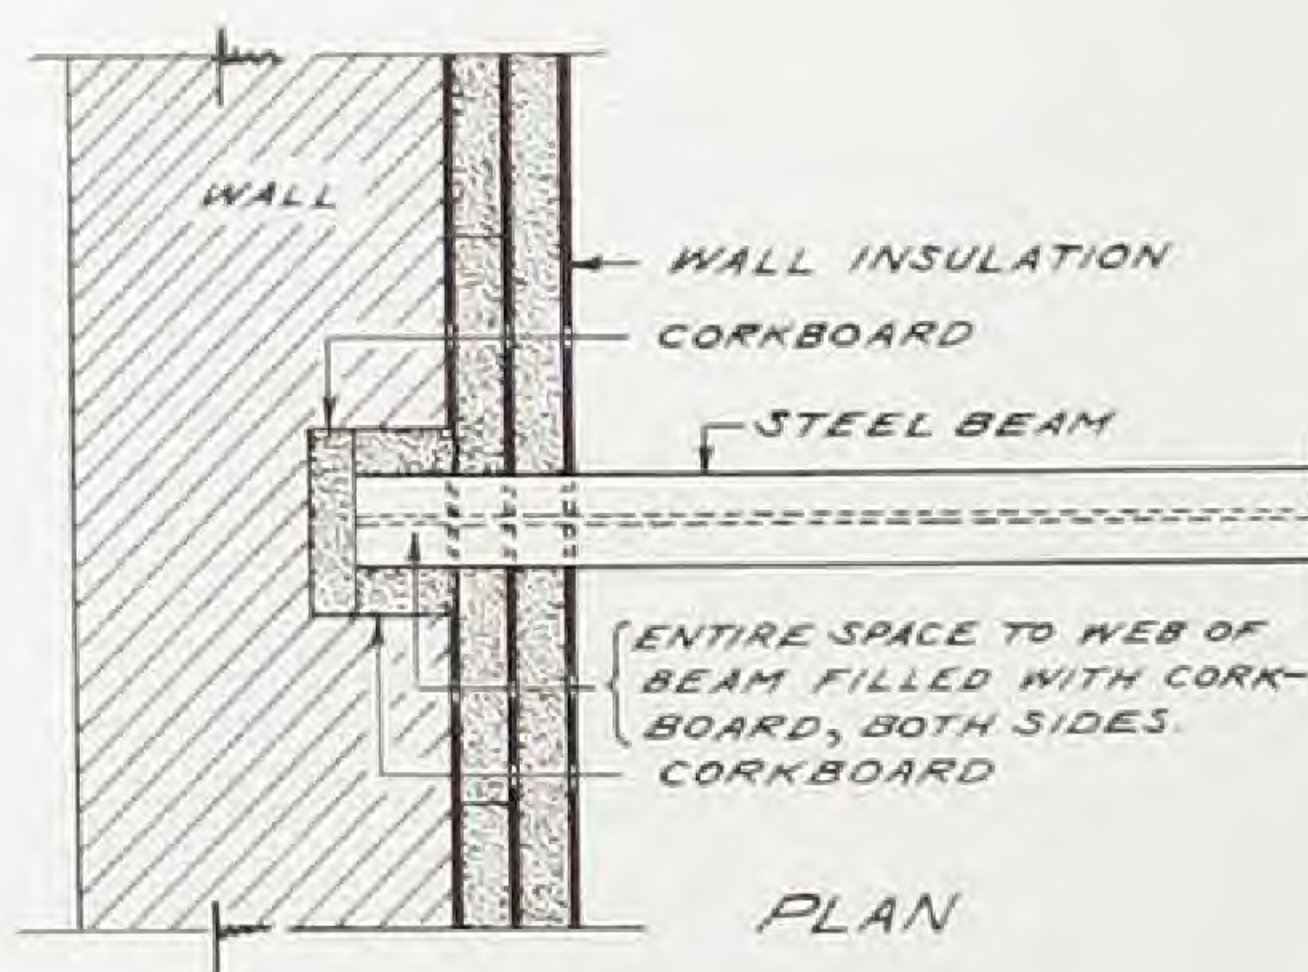 WALL
WALL INSULATION
CORKBOARD
STEEL BEAM
ENTIRE SPACE TO WEB OF
BEAM FILLED WITH CORK-
BOARD, BOTH SIDES.
CORKBOARD
PLAN